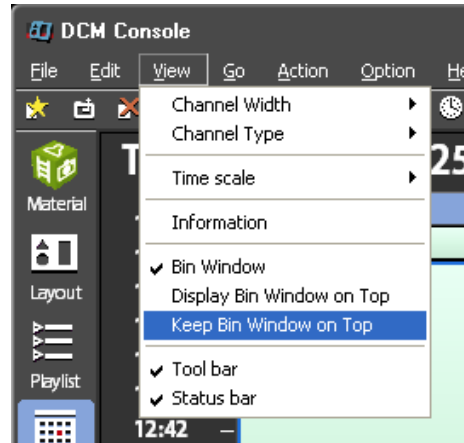 DCM Console
File Edit View Go Action Option
Channel Width
Channel Type
25
Time scale
Material
Information
Bin Window
Layout
Display Bin Window on Top
Keep Bin Window on Top
Tool bar
Playlist
Status bar
12:42